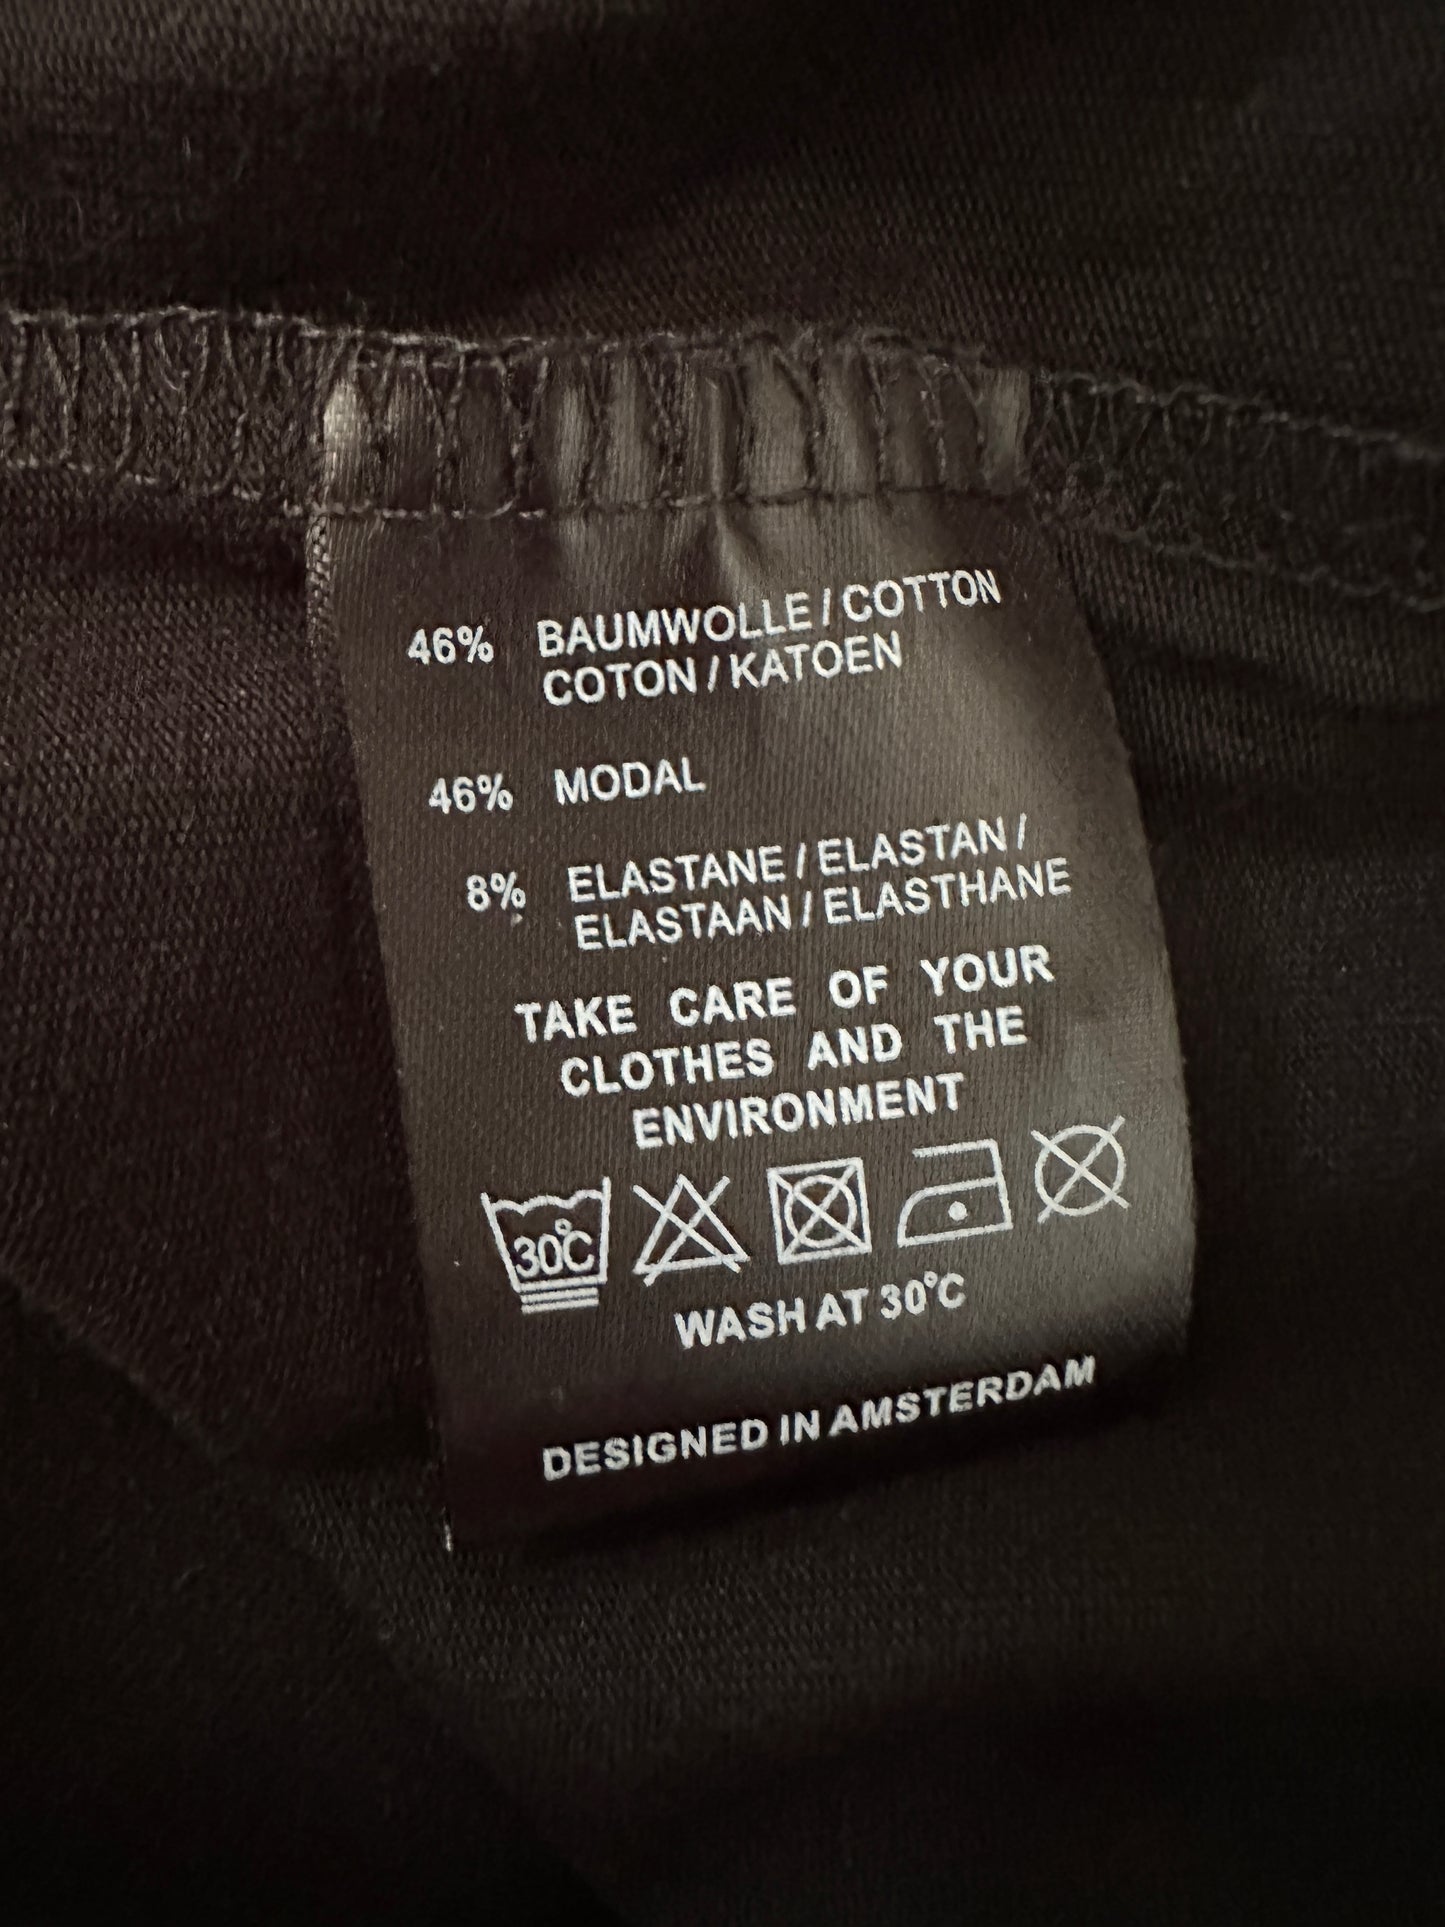 46% BAUMWOLLE / COTTON
COTON / KATOEN
46% MODAL
8% ELASTANE / ELASTAN /
ELASTAAN / ELASTHANE
TAKE CARE OF YOUR
CLOTHES AND THE
ENVIRONMENT
30°C
WASH AT 30°C
DESIGNED IN AMSTERDAM